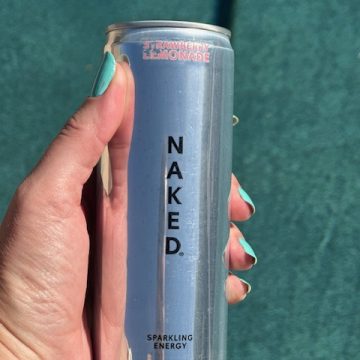 STRAWBERRY
LEMONADE
NAKED®
SPARKLING
ENERGY